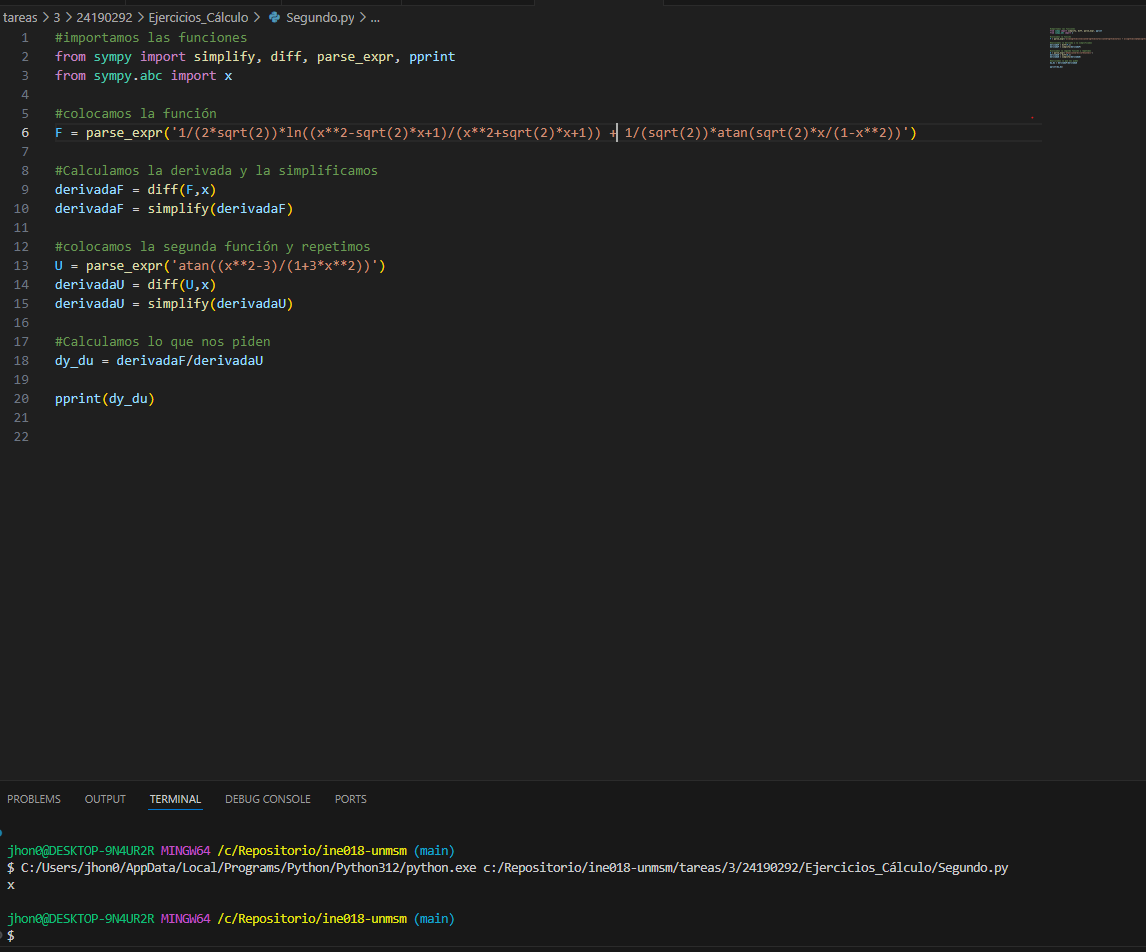 tareas > 3 > 24190292 > Ejercicios_Cálculo > Segundo.py > ...
1 #importamos las funciones
2 from sympy import simplify, diff, parse_expr, pprint
3 from sympy.abc import x
4
5 #colocamos la función
6 F = parse_expr('1/(2*sqrt(2))*ln((x**2-sqrt(2)*x+1)/(x**2+sqrt(2)*x+1)) + 1/(sqrt(2))*atan(sqrt(2)*x/(1-x**2))')
7
8 #Calculamos la derivada y la simplificamos
9 derivadaF = diff(F,x)
10 derivadaF = simplify(derivadaF)
11
12 #colocamos la segunda función y repetimos
13 U = parse_expr('atan((x**2-3)/(1+3*x**2))')
14 derivadaU = diff(U,x)
15 derivadaU = simplify(derivadaU)
16
17 #Calculamos lo que nos piden
18 dy_du = derivadaF/derivadaU
19
20 pprint(dy_du)
21
22
PROBLEMS OUTPUT TERMINAL DEBUG CONSOLE PORTS
jhon0@DESKTOP-9N4UR2R MINGW64 /c/Repositorio/ine018-unmsm (main)
$ C:/Users/jhon0/AppData/Local/Programs/Python/Python312/python.exe c:/Repositorio/ine018-unmsm/tareas/3/24190292/Ejercicios_Cálculo/Segundo.py
x
jhon0@DESKTOP-9N4UR2R MINGW64 /c/Repositorio/ine018-unmsm (main)
$